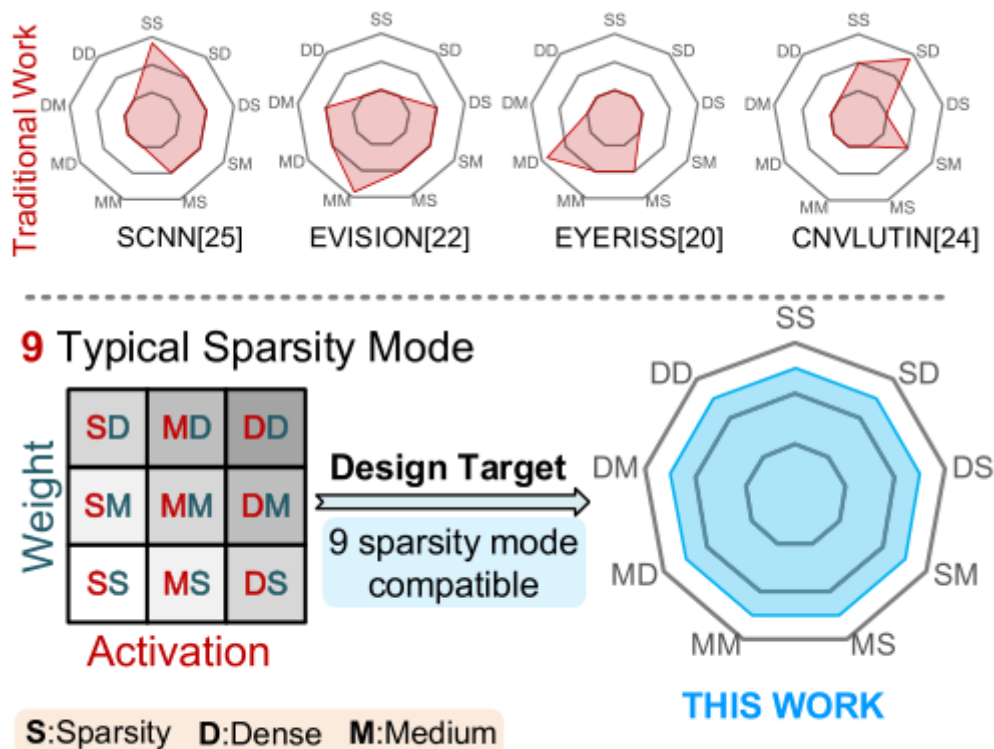 Traditional Work
SS
SD
DS
SM
MS
MM
MD
DM
DD
SCNN[25]
SS
SD
DS
SM
MS
MM
MD
DM
DD
EVISION[22]
SS
SD
DS
SM
MS
MM
MD
DM
DD
EYERISS[20]
SS
SD
DS
SM
MS
MM
MD
DM
DD
CNVLUTIN[24]
9 Typical Sparsity Mode
Weight
SD MD DD
SM MM DM
SS MS DS
Activation
Design Target
9 sparsity mode
compatible
SS
SD
DS
SM
MS
MM
MD
DM
DD
THIS WORK
S:Sparsity D:Dense M:Medium